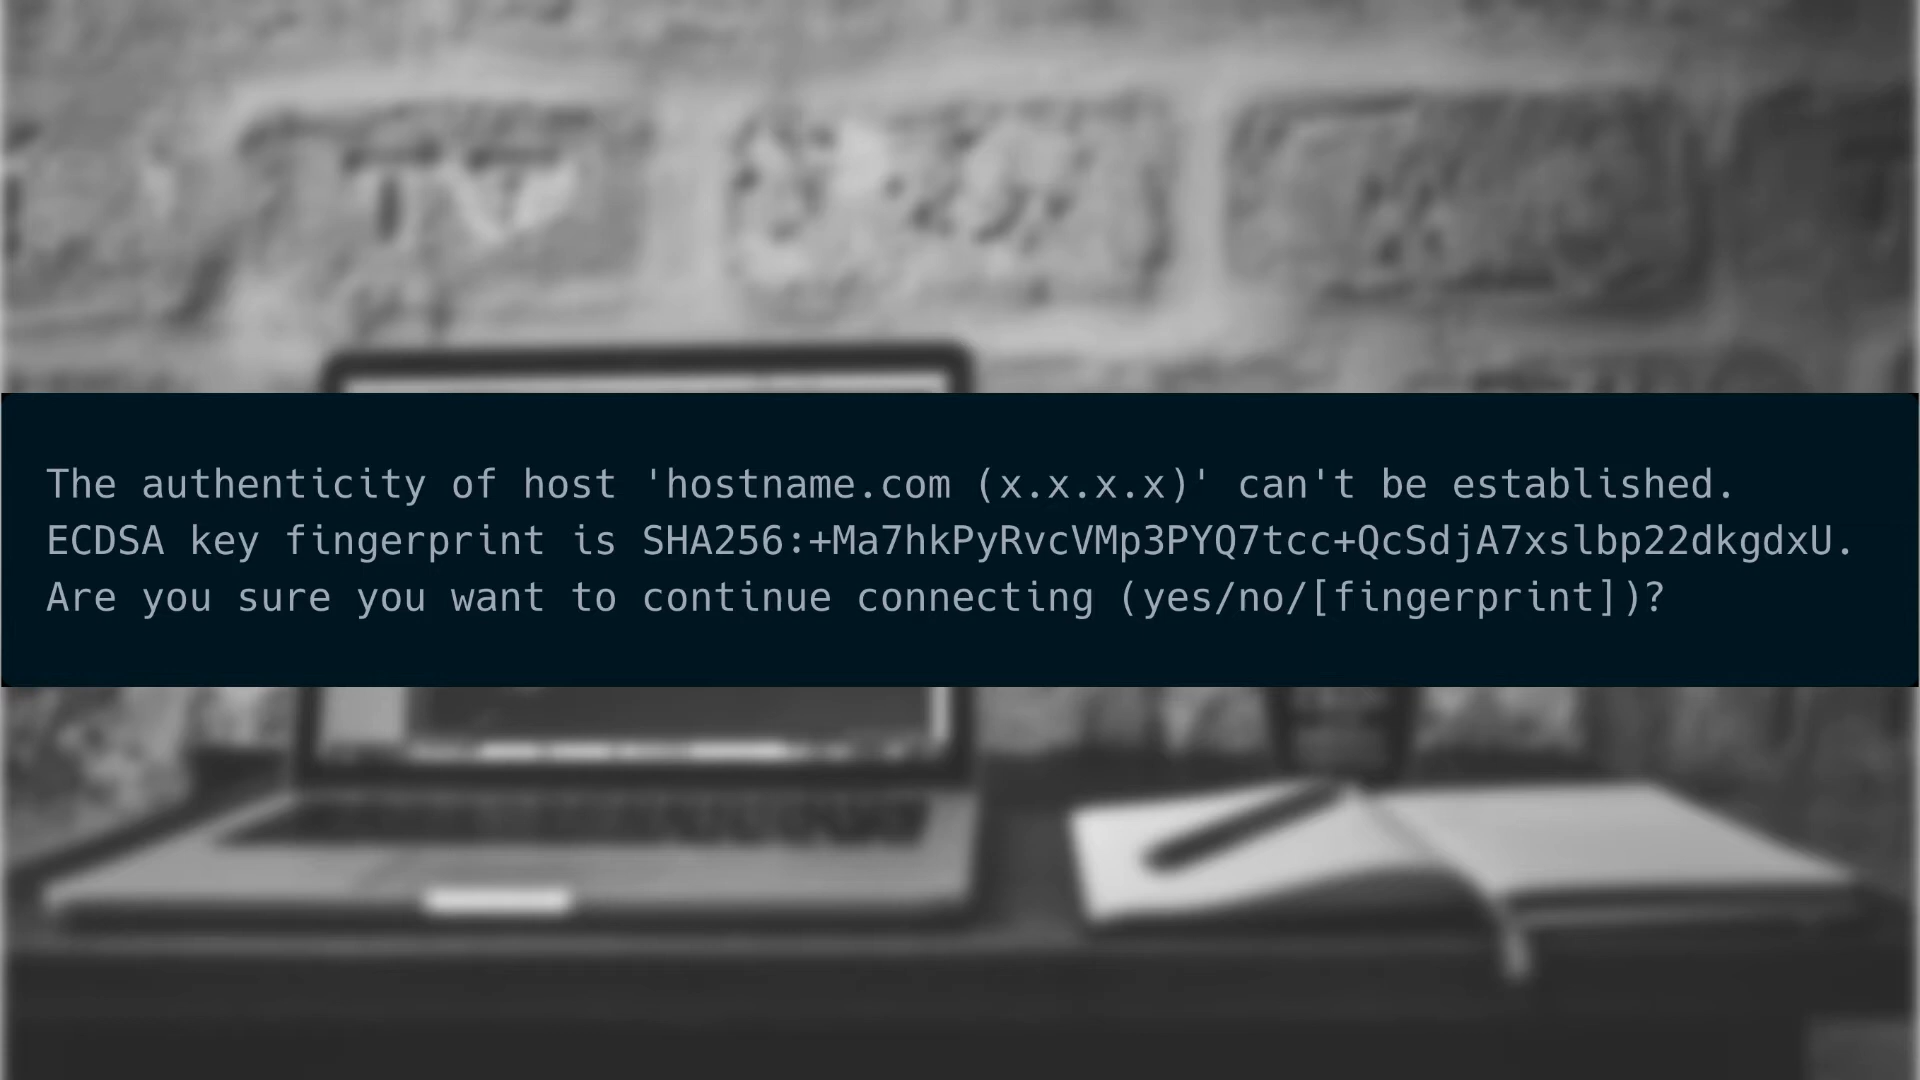 The authenticity of host 'hostname.com (x.x.x.x)' can't be established.
ECDSA key fingerprint is SHA256:+Ma7hkPyRvcVMp3PYQ7tcc+QcSdjA7xslbp22dkgdxU.
Are you sure you want to continue connecting (yes/no/[fingerprint])?